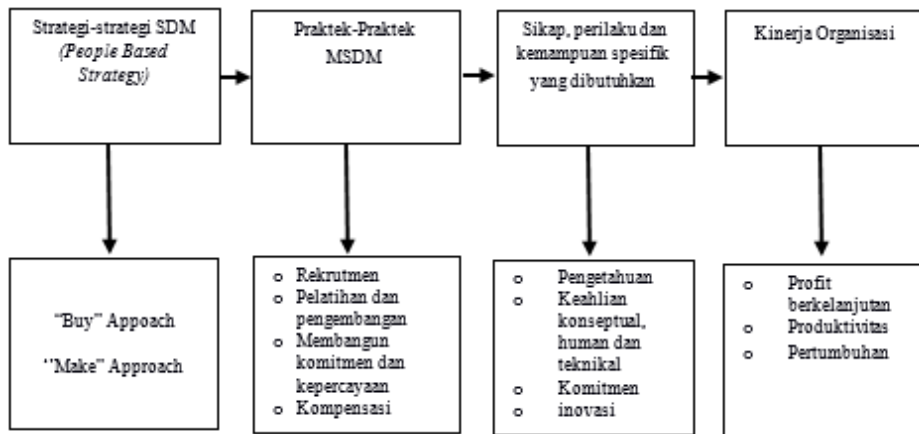 Strategi-strategi SDM
(People Based
Strategy)
Praktek-Praktek
MSDM
Sikap, perilaku dan
kemampuan spesifik
yang dibutuhkan
Kinerja Organisasi
"Buy" Appoach
‘'Make” Approach
o Rekrutmen
o Pelatihan dan
pengembangan
o Membangun
komitmen dan
kepercayaan
o Kompensasi
o Pengetahuan
o Keahlian
konseptual,
human dan
teknikal
o Komitmen
o inovasi
o Profit
berkelanjutan
o Produktivitas
o Pertumbuhan